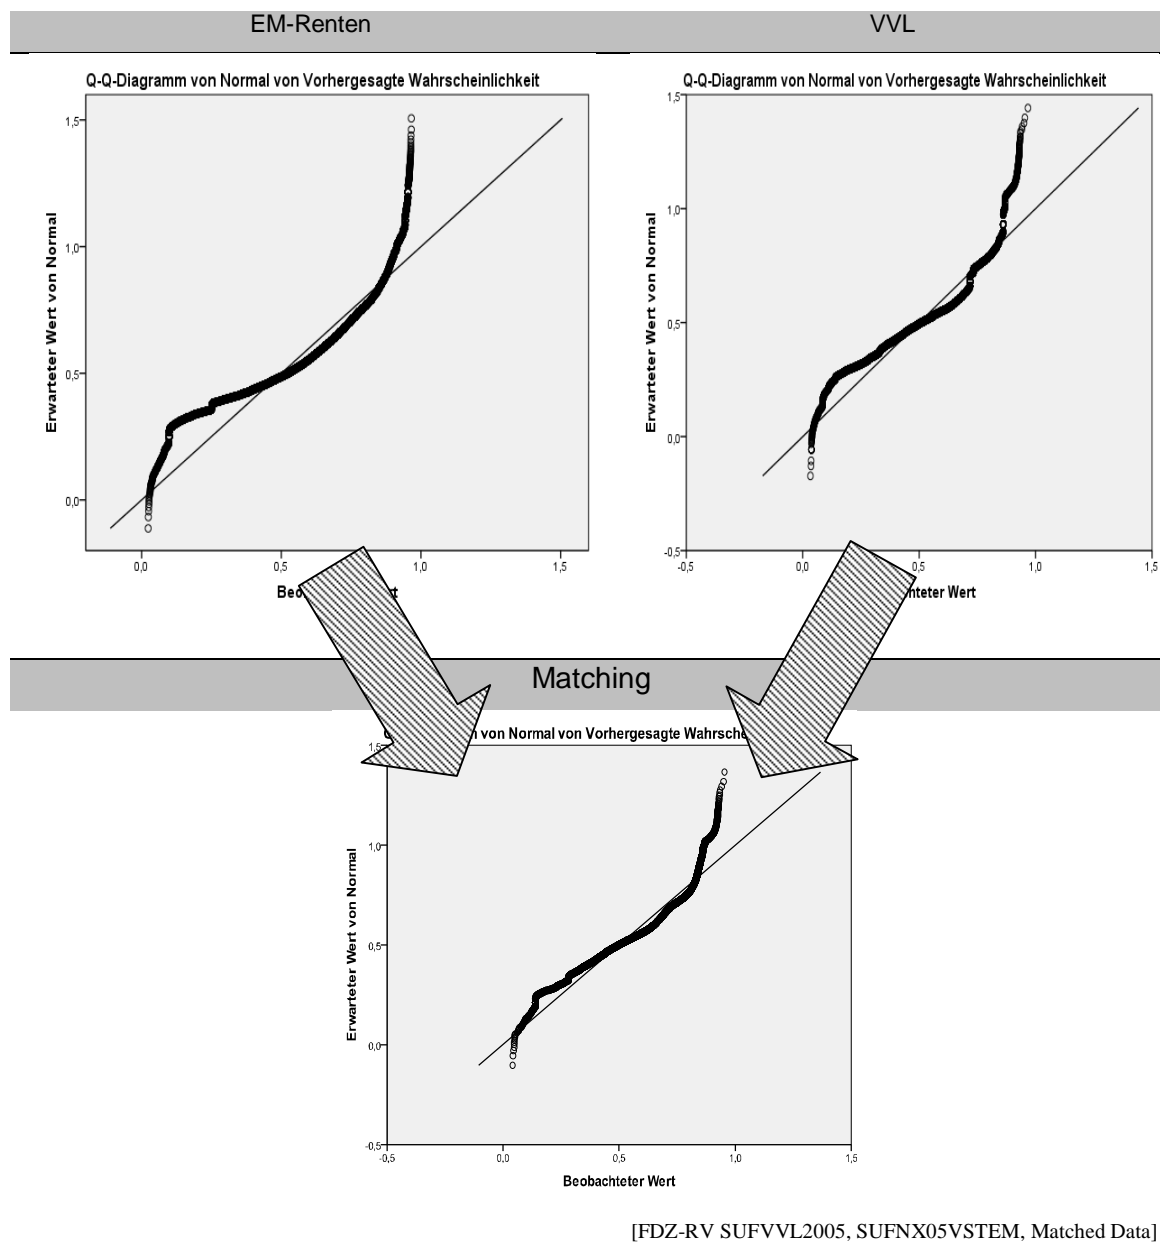 EM-Renten
VVL
Q-Q-Diagramm von Normal von Vorhergesagte Wahrscheinlichkeit
Erwarteter Wert von Normal
1,5
1,0
0,5
0,0
0,0
0,5
1,0
1,5
Q-Q-Diagramm von Normal von Vorhergesagte Wahrscheinlichkeit
Erwarteter Wert von Normal
1,5
1,0
0,5
0,0
-0,5
-0,5
0,0
0,5
1,0
1,5
Wert
Matching
von Normal von Vorhergesagte
Erwarteter Wert von Normal
1,5
1,0
0,5
0,0
-0,5
-0,5
0,0
0,5
1,0
1,5
Beobachteter Wert
[FDZ-RV SUFVVL2005, SUFNX05VSTEM, Matched Data]